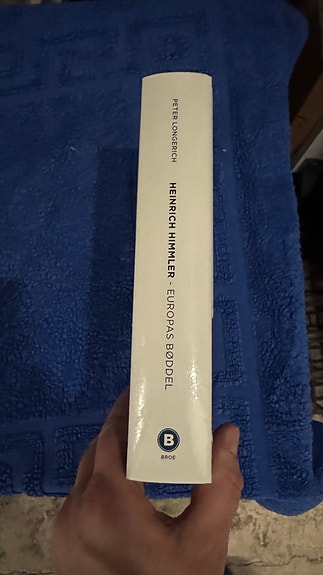 PETER LONGERICH
HEINRICH HIMMLER - EUROPAS BØDDEL
B
BROE